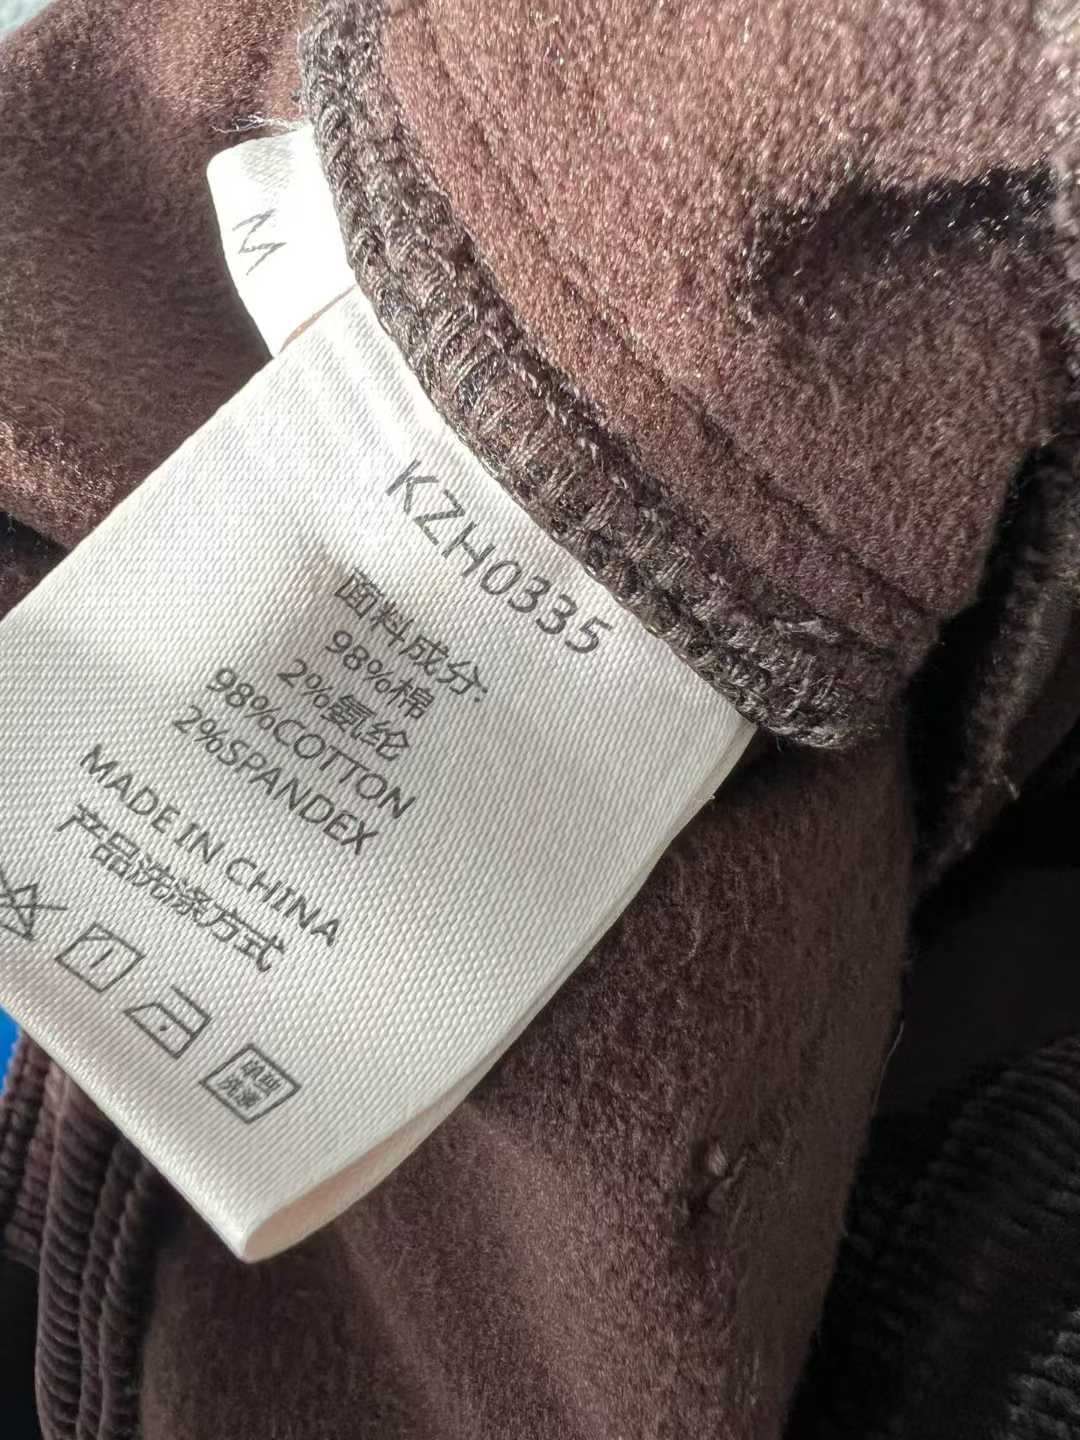 M
KZH0335
面料成分:
98%棉
2%氨纶
98%COTTON
2%SPANDEX
MADE IN CHINA
产品洗涤方式